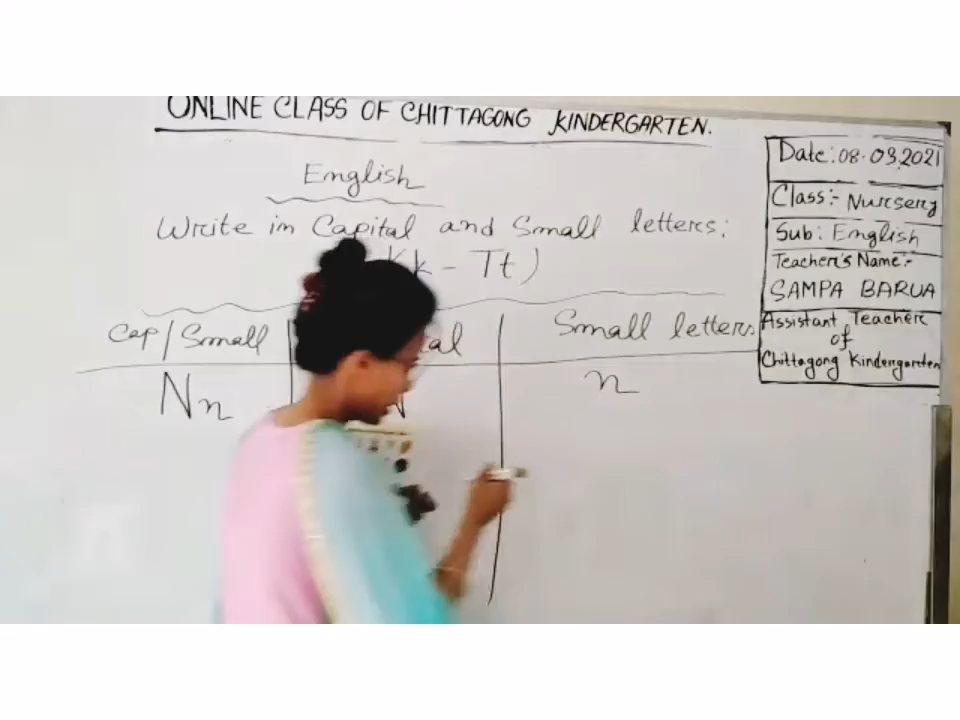 ONLINE CLASS OF CHITTAGONG KINDERGARTEN.
English
Write in Capital and Small letters:
Kk - Tt)
Cap/Small
Small letters
Nn
N
n
Date: 08.03.2021
Class:- Nursery
Sub: English
Teacher's Name:-
SAMPA BARUA
Assistant Teacher
of
Chittagong Kindergarten